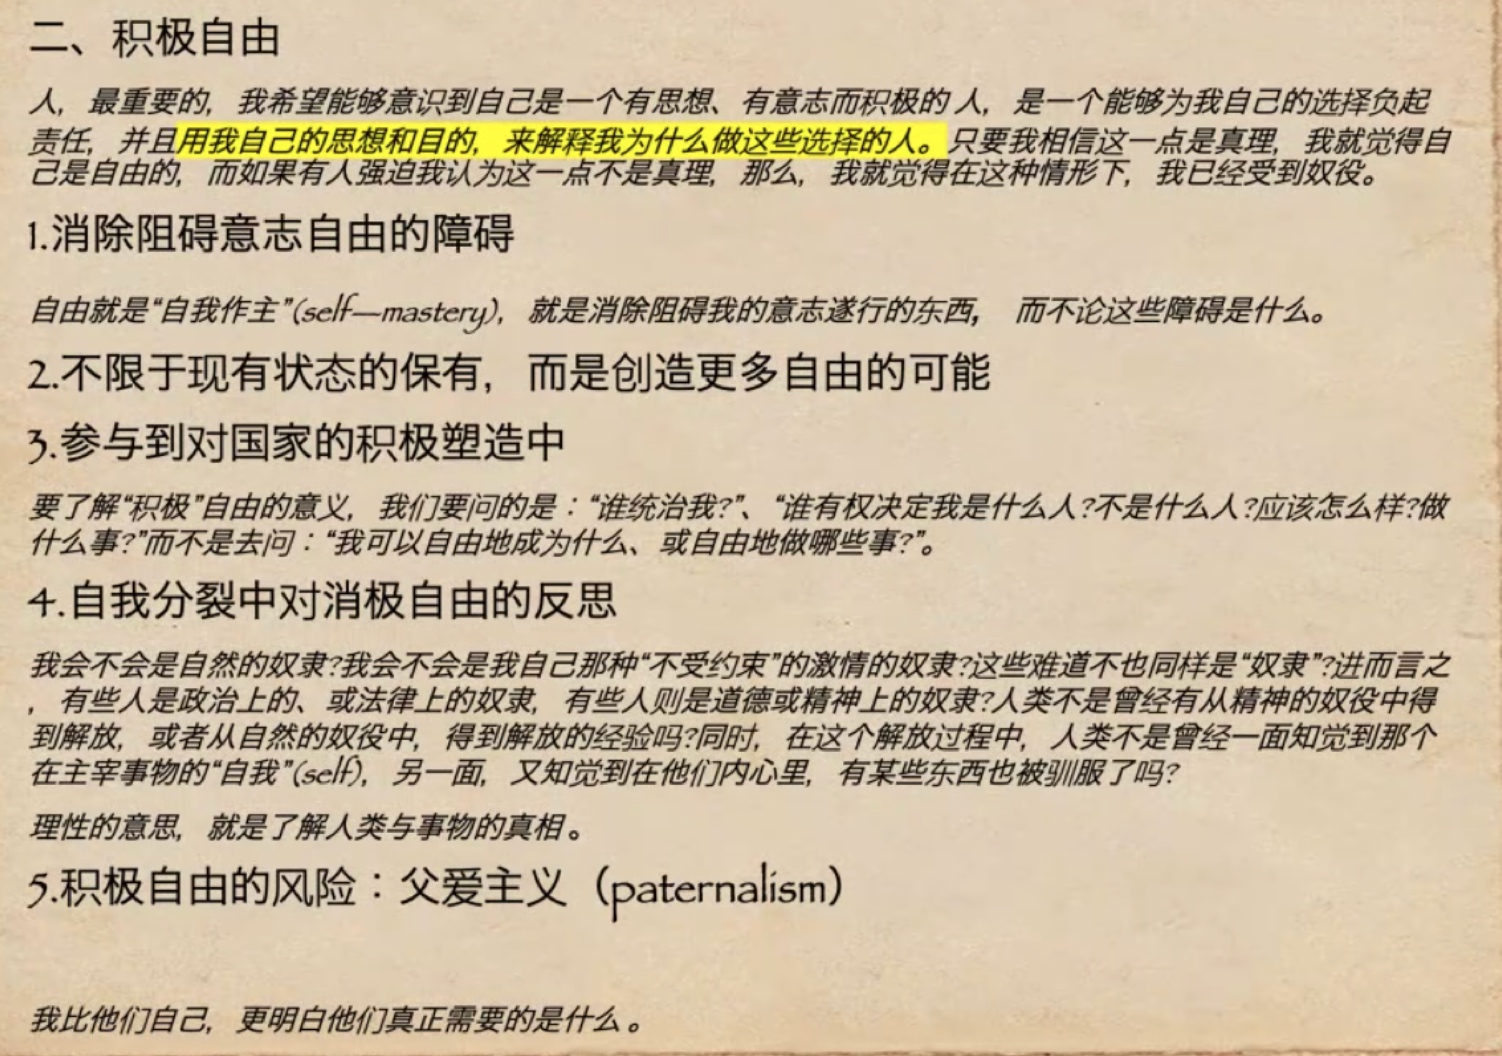 二、积极自由
人，最重要的，我希望能够意识到自己是一个有思想、有意志而积极的 人，是一个能够为我自己的选择负起
责任，并且用我自己的思想和目的，来解释我为什么做这些选择的人。只要我相信这一点是真理，我就觉得自
己是自由的，而如果有人强迫我认为这一点不是真理，那么，我就觉得在这种情形下，我已经受到奴役。
1.消除阻碍意志自由的障碍
自由就是“自我作主”(self—mastery)，就是消除阻碍我的意志遂行的东西， 而不论这些障碍是什么。
2.不限于现有状态的保有，而是创造更多自由的可能
3.参与到对国家的积极塑造中
要了解“积极”自由的意义，我们要问的是：“谁统治我?”、“谁有权决定我是什么人?不是什么人?应该怎么样?做
什么事?”而不是去问：“我可以自由地成为什么、或自由地做哪些事?”。
4.自我分裂中对消极自由的反思
我会不会是自然的奴隶?我会不会是我自己那种“不受约束”的激情的奴隶?这些难道不也同样是“奴隶”?进而言之
，有些人是政治上的、或法律上的奴隶，有些人则是道德或精神上的奴隶?人类不是曾经有从精神的奴役中得
到解放，或者从自然的奴役中，得到解放的经验吗?同时，在这个解放过程中，人类不是曾经一面知觉到那个
在主宰事物的“自我”(self)，另一面，又知觉到在他们内心里，有某些东西也被驯服了吗?
理性的意思，就是了解人类与事物的真相。
5.积极自由的风险：父爱主义（paternalism）
我比他们自己，更明白他们真正需要的是什么。